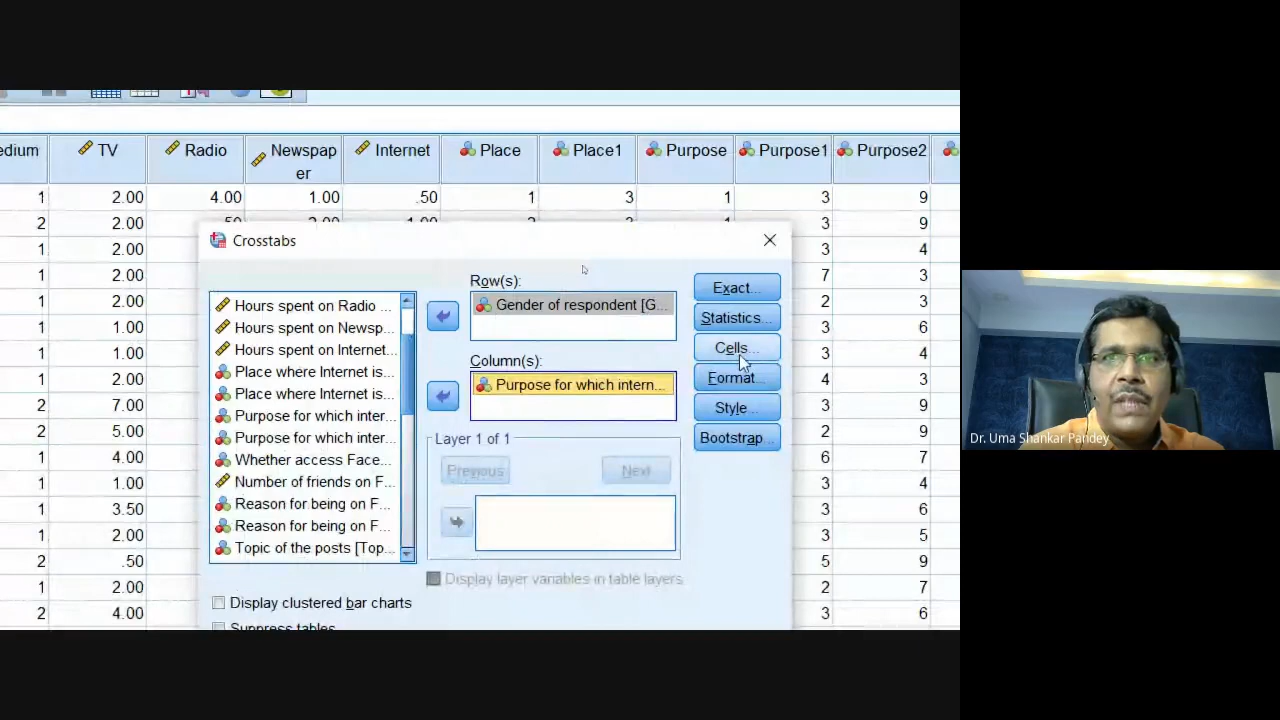 edium TV Radio Newspaper Internet Place Place1 Purpose Purpose1 Purpose2
1 2.00 4.00 1.00 .50 1 3 1 3 9
2 2.00 3 9
1 2.00 3 4
1 2.00 7 3
1 2.00 2 3
1 1.00 3 6
1 1.00 3 4
1 2.00 4 3
2 7.00 3 9
2 5.00 2 9
1 4.00 6 7
1 1.00 3 4
1 3.50 3 6
1 2.00 3 5
2 .50 5 9
1 2.00 2 7
2 4.00 3 6
Crosstabs
Hours spent on Radio ...
Hours spent on Newsp...
Hours spent on Internet...
Place where Internet is...
Place where Internet is...
Purpose for which inter...
Purpose for which inter...
Whether access Face...
Number of friends on F...
Reason for being on F...
Reason for being on F...
Topic of the posts [Top...
Row(s):
Gender of respondent [G...
Column(s):
Purpose for which intern...
Layer 1 of 1
Previous
Next
Display layer variables in table layers
Exact...
Statistics...
Cells...
Format...
Style...
Bootstrap...
Display clustered bar charts
Suppress tables
Dr. Uma Shankar Pandey